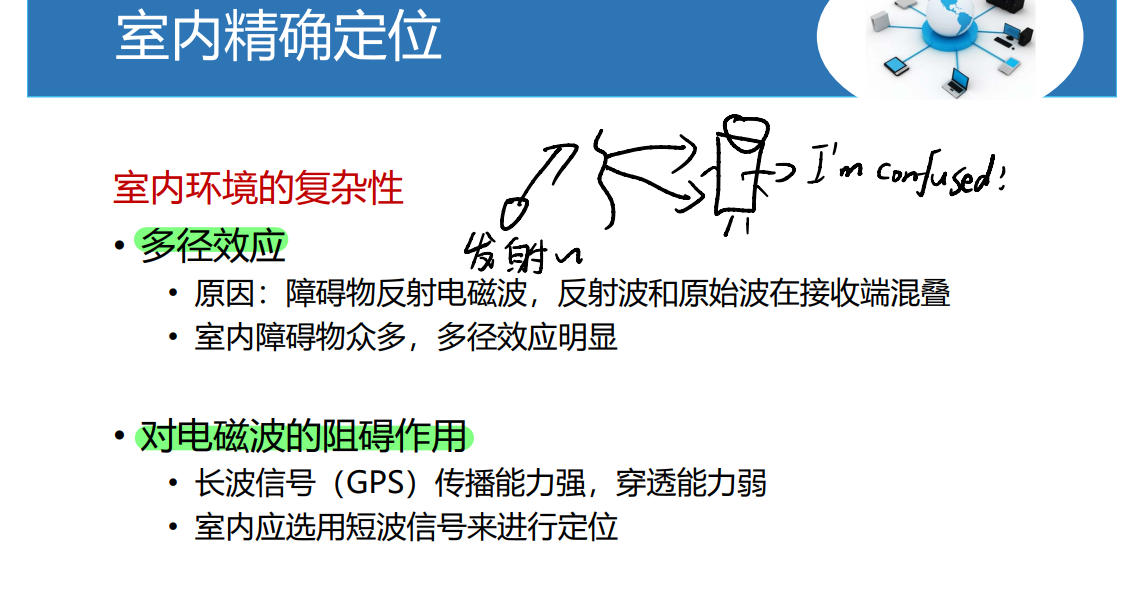 室内精确定位
I'm confused!
室内环境的复杂性
• 多径效应
发射
• 原因：障碍物反射电磁波，反射波和原始波在接收端混叠
• 室内障碍物众多，多径效应明显
• 对电磁波的阻碍作用
• 长波信号（GPS）传播能力强，穿透能力弱
• 室内应选用短波信号来进行定位